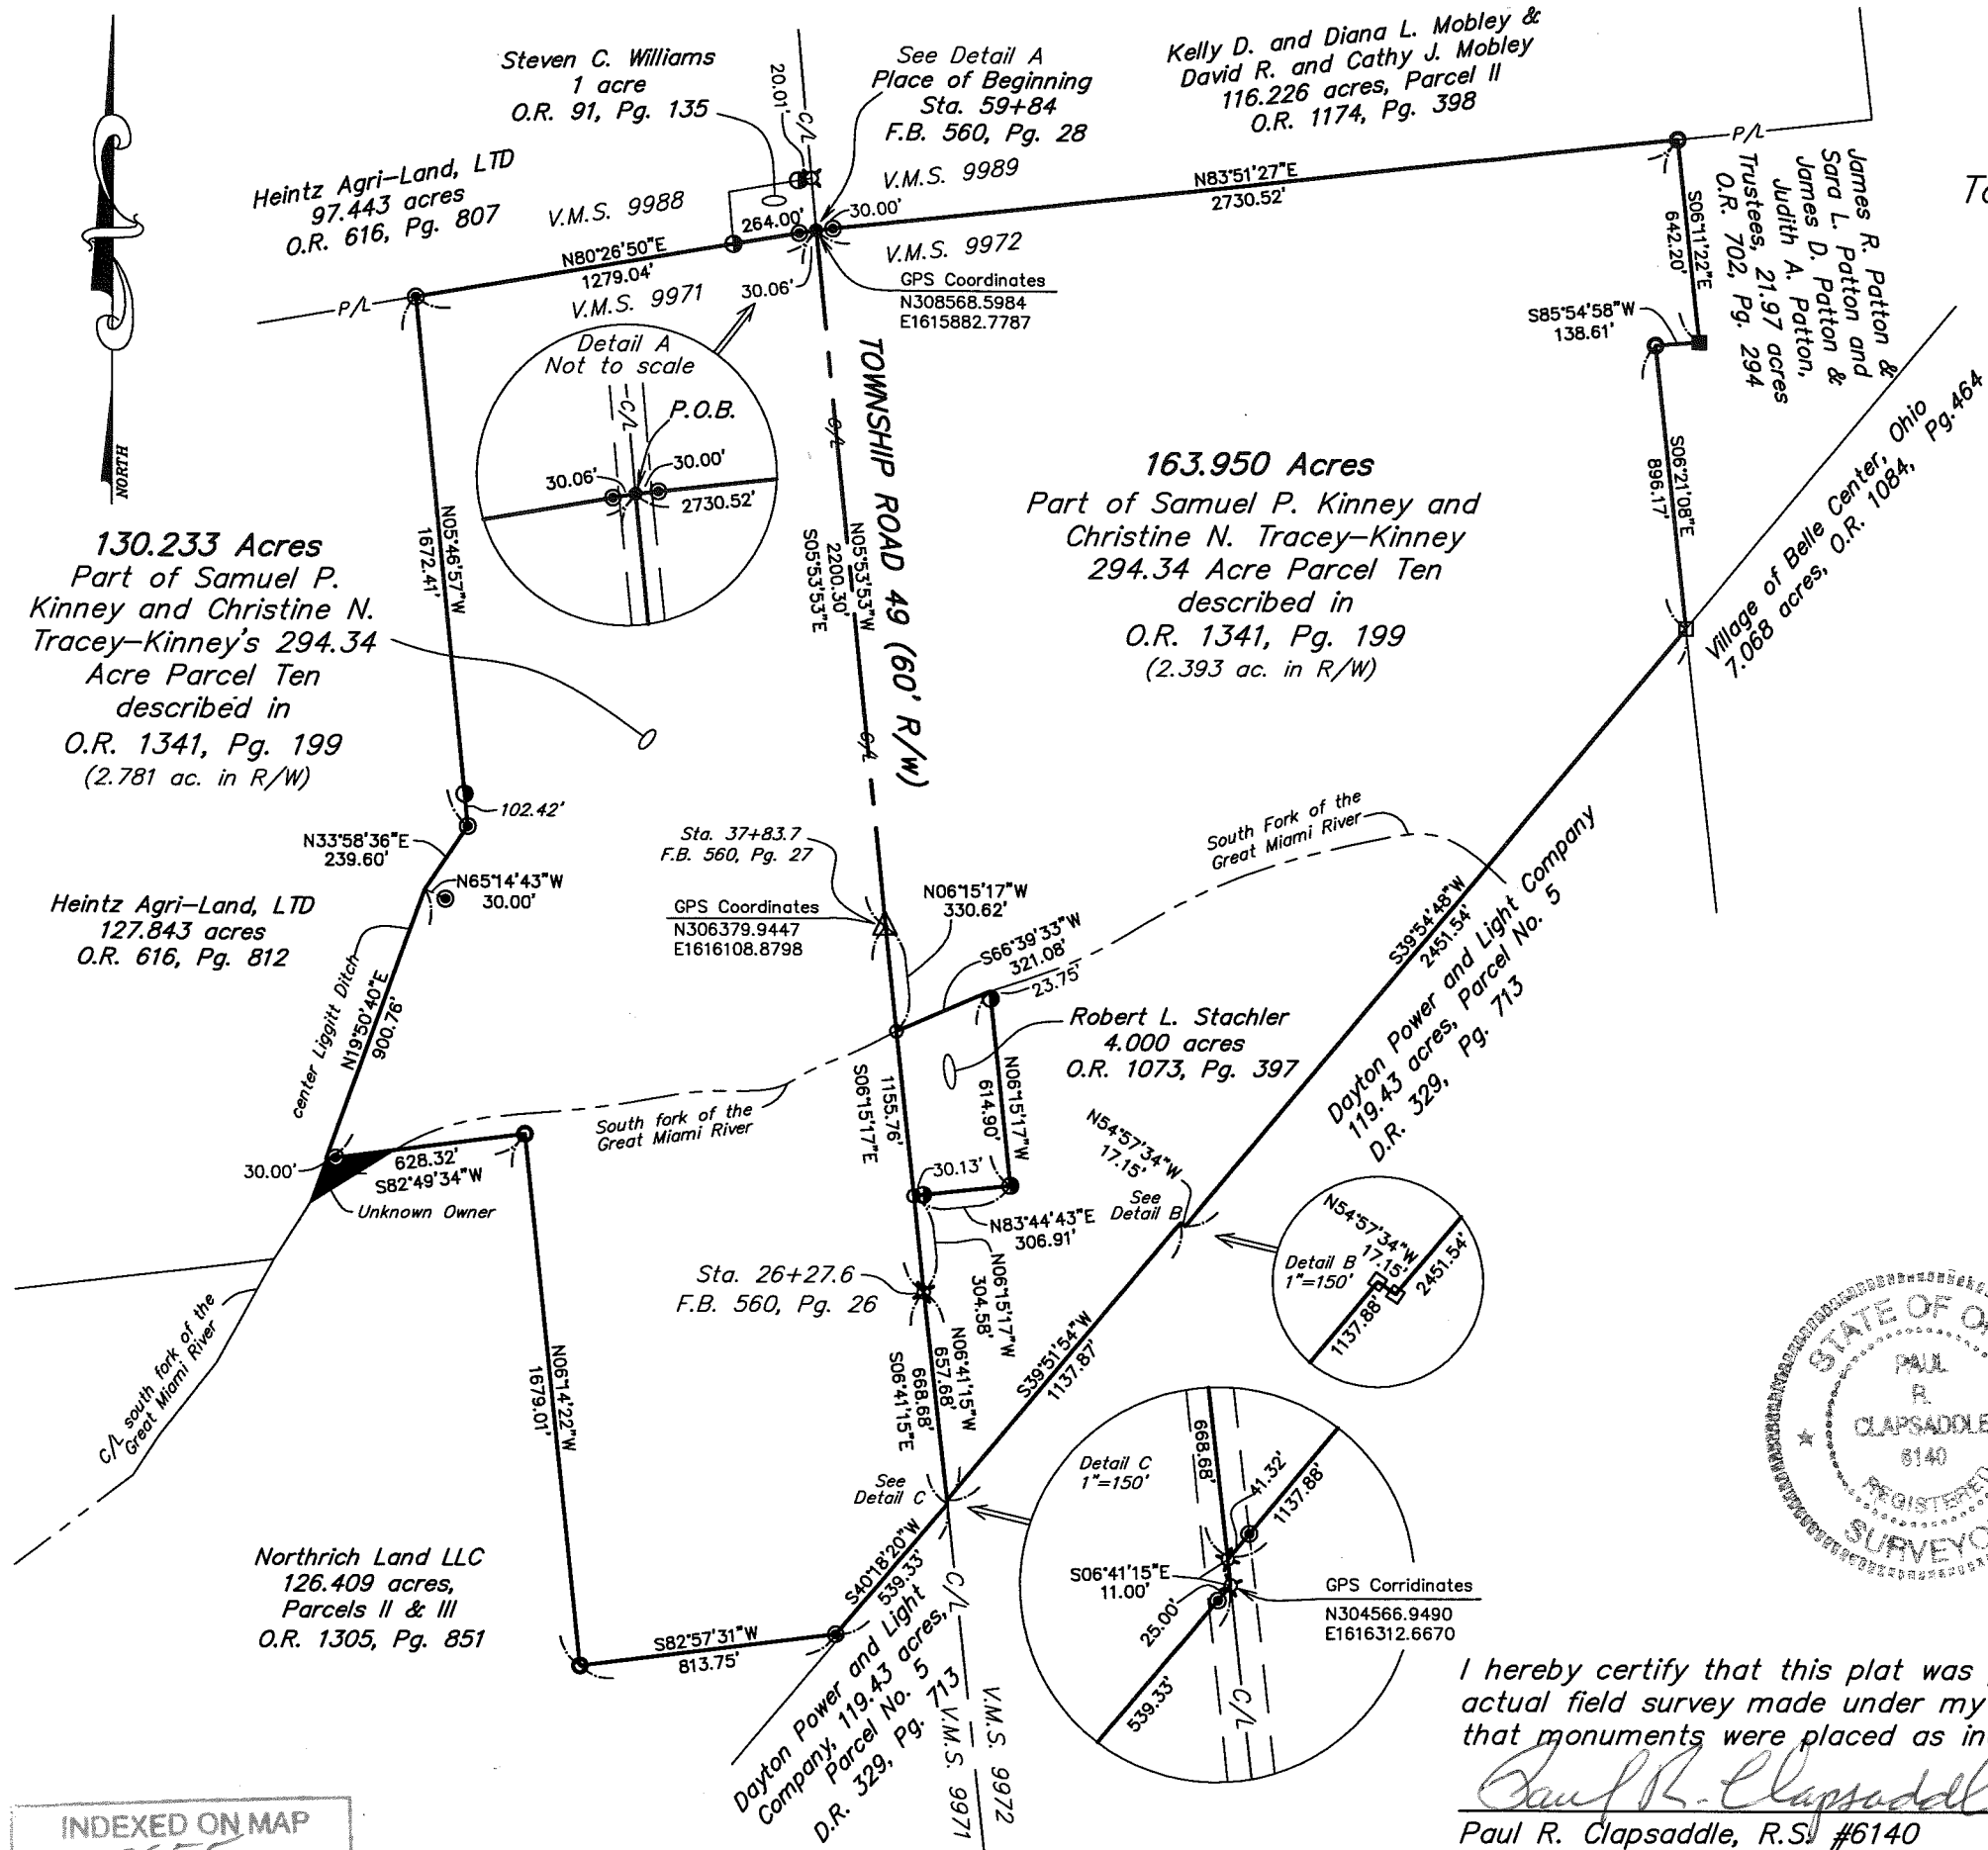 Steven C. Williams
1 acre
O.R. 91, Pg. 135
20.01'
C/L
See Detail A
Place of Beginning
Sta. 59+84
F.B. 560, Pg. 28
Kelly D. and Diana L. Mobley &
David R. and Cathy J. Mobley
116.226 acres, Parcel II
O.R. 1174, Pg. 398
P/L
To
Heintz Agri-Land, LTD
97.443 acres
O.R. 616, Pg. 807
V.M.S. 9988
V.M.S. 9989
264.00'
30.00'
N83°51'27"E
2730.52'
N80°26'50"E
1279.04'
P/L
V.M.S. 9971
30.06'
V.M.S. 9972
GPS Coordinates
N308568.5984
E1615882.7787
James R. Patton &
Sara L. Patton and
James D. Patton &
Judith A. Patton,
Trustees, 21.97 acres
O.R. 702, Pg. 294
S06°11'22"E
642.20'
S85°54'58"W
138.61'
NORTH
Detail A
Not to scale
C/L
P.O.B.
30.06'
30.00'
2730.52'
TOWNSHIP ROAD 49 (60' R/w)
C/L
C/L
N05°53'53"W
2200.30'
S05°53'53"E
163.950 Acres
Part of Samuel P. Kinney and
Christine N. Tracey-Kinney
294.34 Acre Parcel Ten
described in
O.R. 1341, Pg. 199
(2.393 ac. in R/W)
S06°21'08"E
896.17'
Village of Belle Center, Ohio
7.068 acres, O.R. 1084,
Pg.464
130.233 Acres
Part of Samuel P.
Kinney and Christine N.
Tracey-Kinney's 294.34
Acre Parcel Ten
described in
O.R. 1341, Pg. 199
(2.781 ac. in R/W)
N05°46'57"W
1672.41'
102.42'
N33°58'36"E
239.60'
N65°14'43"W
30.00'
Heintz Agri-Land, LTD
127.843 acres
O.R. 616, Pg. 812
center Liggitt Ditch
N19°50'40"E
900.76'
Sta. 37+83.7
F.B. 560, Pg. 27
GPS Coordinates
N306379.9447
E1616108.8798
N06°15'17"W
330.62'
S66°39'33"W
321.08'
23.75'
South Fork of the
Great Miami River
S39°54'48"W
2451.54'
Dayton Power and Light Company
119.43 acres, Parcel No. 5
D.R. 329, Pg. 713
Robert L. Stachler
4.000 acres
O.R. 1073, Pg. 397
1155.76'
S06°15'17"E
N06°15'17"W
614.90'
South fork of the
Great Miami River
30.00'
628.32'
S82°49'34"W
Unknown Owner
30.13'
N83°44'43"E
306.91'
N54°57'34"W
17.15'
See
Detail B
N06°15'17"W
304.58'
Detail B
1"=150'
N54°57'34"W
17.15'
2451.54'
1137.88'
Sta. 26+27.6
F.B. 560, Pg. 26
N06°41'15"W
657.68'
668.68'
S06°41'15"E
S39°51'54"W
1137.87'
C/L south fork of the
Great Miami River
N06°14'22"W
1679.01'
See
Detail C
Detail C
1"=150'
668.68'
41.32'
1137.88'
S06°41'15"E
11.00'
25.00'
539.33'
C/L
GPS Corridinates
N304566.9490
E1616312.6670
Northrich Land LLC
126.409 acres,
Parcels II & III
O.R. 1305, Pg. 851
S82°57'31"W
813.75'
S40°18'20"W
539.33'
C/L
Dayton Power and Light
Company, 119.43 acres,
Parcel No. 5
D.R. 329, Pg. 713
V.M.S. 9971
V.M.S. 9972
STATE OF O
PAUL
R.
CLAPSADDLE
6140
REGISTERED
SURVEYO
I hereby certify that this plat was
actual field survey made under my
that monuments were placed as in
Paul R. Clapsaddle
Paul R. Clapsaddle, R.S. #6140
INDEXED ON MAP